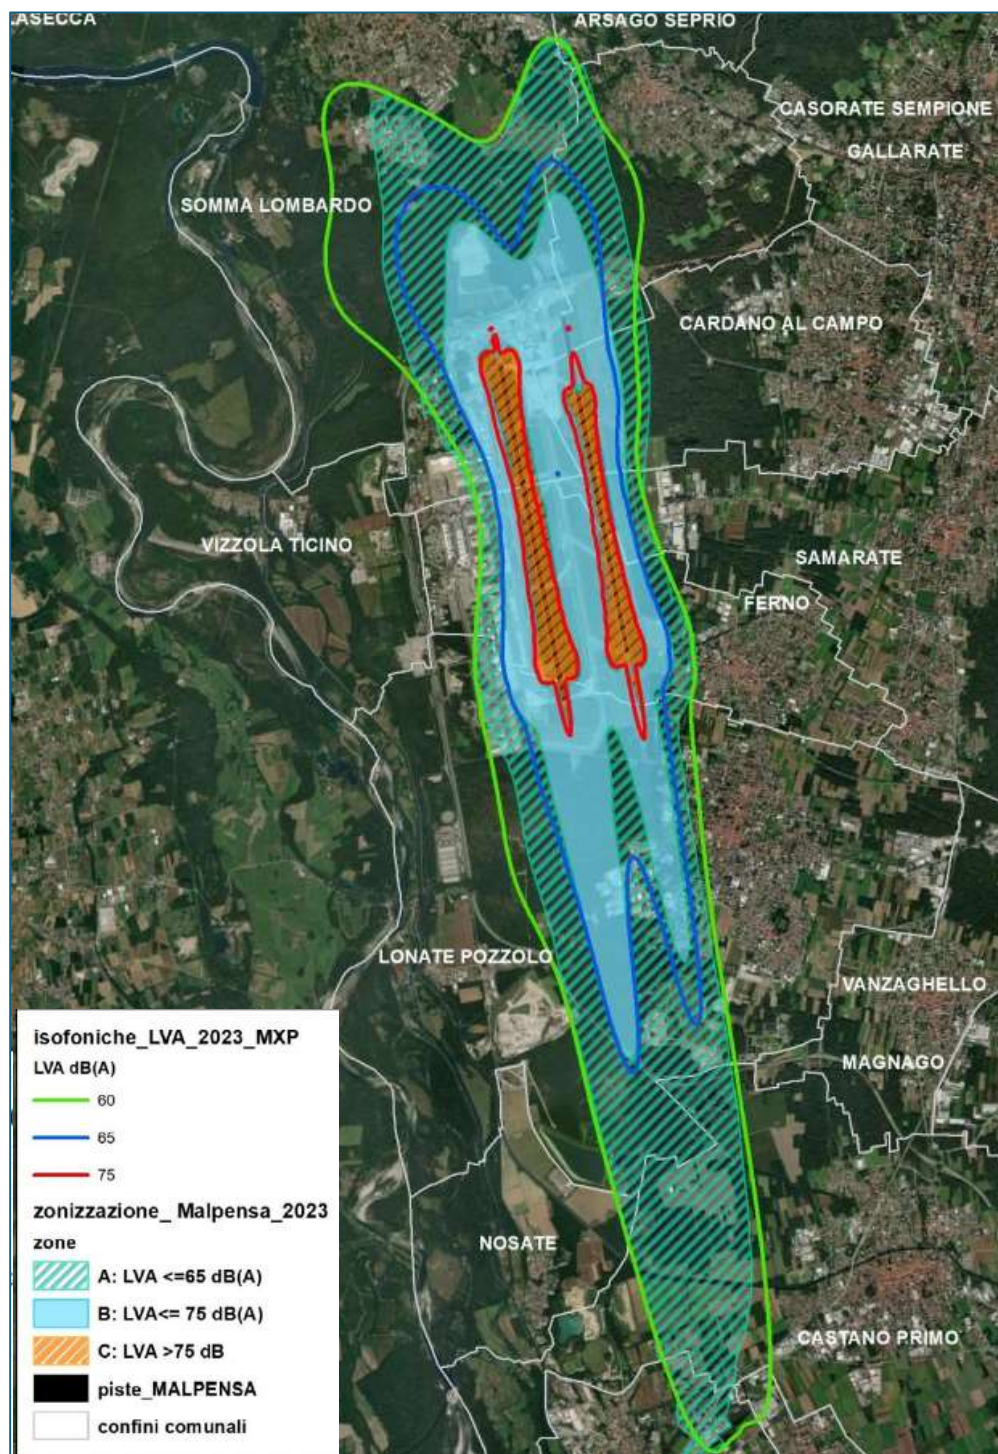 ARSAGO SEPRIO
CASORATE SEMPIONE
GALLARATE
SOMMA LOMBARDO
CARDANO AL CAMPO
VIZZOLA TICINO
SAMARATE
FERNO
LONATE POZZOLO
VANZAGHELLO
MAGNAGO
NOSATE
CASTANO PRIMO
isofoniche_LVA_2023_MXP
LVA dB(A)
60
65
75
zonizzazione_ Malpensa_2023
zone
A: LVA <=65 dB(A)
B: LVA<= 75 dB(A)
C: LVA >75 dB
piste_MALPENSA
confini comunali